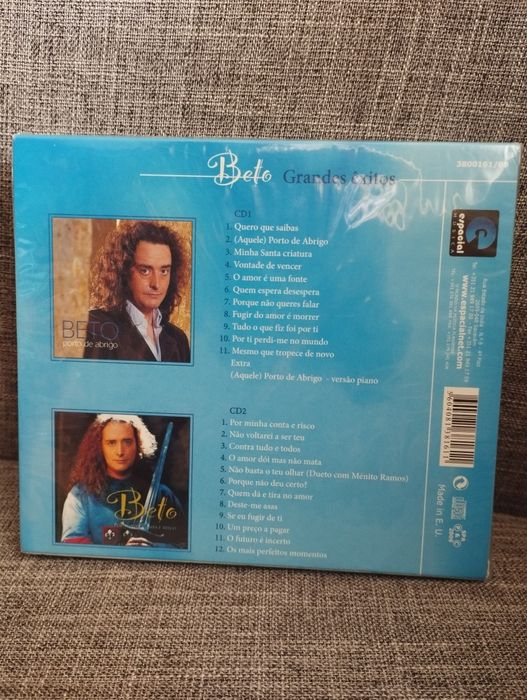 Beto Grandes êxitos
3800161/08
CD1
1. Quero que saibas
2. (Aquele) Porto de Abrigo
3. Minha Santa criatura
4. Vontade de vencer
5. O amor é uma fonte
6. Quem espera desespera
7. Porque não queres falar
8. Fugir do amor é morrer
9. Tudo o que fiz foi por ti
10. Por ti perdi-me no mundo
11. Mesmo que tropece de novo
Extra
(Aquele) Porto de Abrigo - versão piano
BETO
porto de abrigo
CD2
1. Por minha conta e risco
2. Não voltarei a ser teu
3. Contra tudo e todos
4. O amor dói mas não mata
5. Não basta o teu olhar (Dueto com Ménito Ramos)
6. Porque não deu certo?
7. Quem dá e tira no amor
8. Deste-me asas
9. Se eu fugir de ti
10. Um preço a pagar
11. O futuro é incerto
12. Os mais perfeitos momentos
Beto
espacial
MÚSICA
www.espacialnet.com
Made in E. U.
SPA